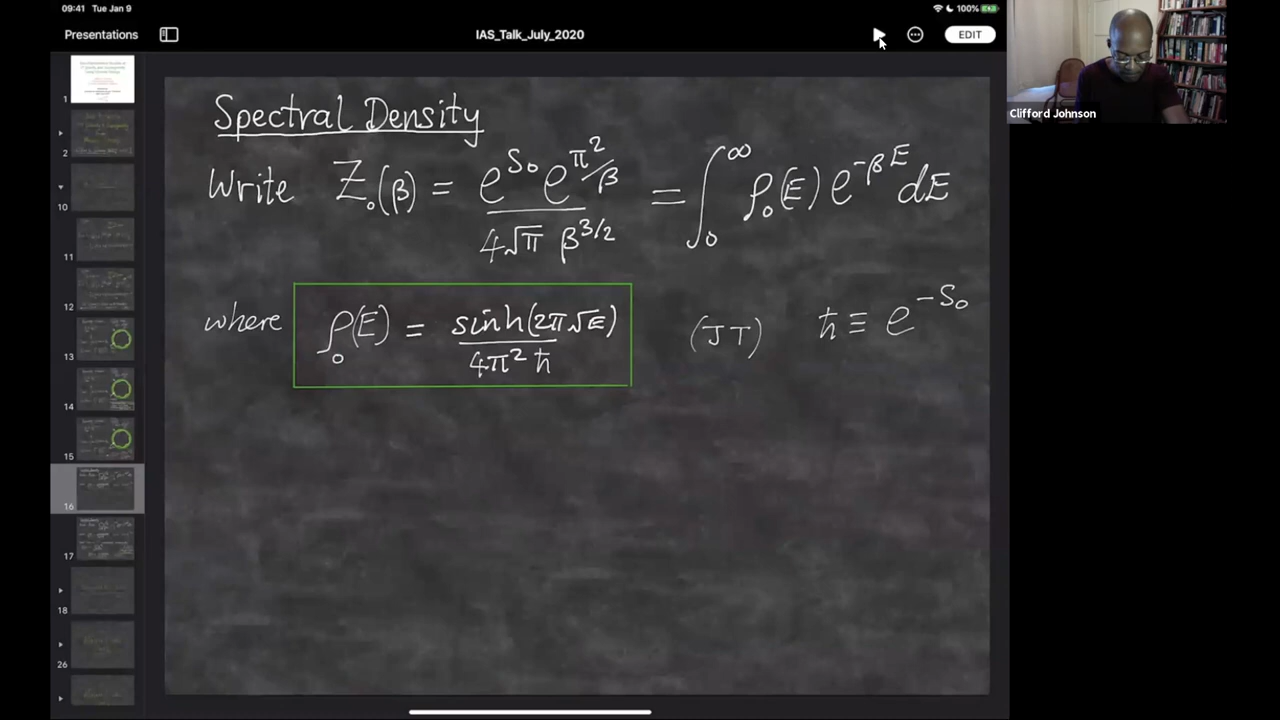 09:41 Tue Jan 9
100%
Presentations
IAS_Talk_July_2020
EDIT
Clifford Johnson
Spectral Density
Write Z₀(β) = e^{S₀} e^{π²/β} / (4√π β^{3/2}) = ∫₀^∞ ρ₀(E) e^{-βE} dE
where ρ₀(E) = sinh(2π√E) / (4π² ħ) (JT) ħ ≡ e^{-S₀}
1
2
10
11
12
13
14
15
16
17
18
26